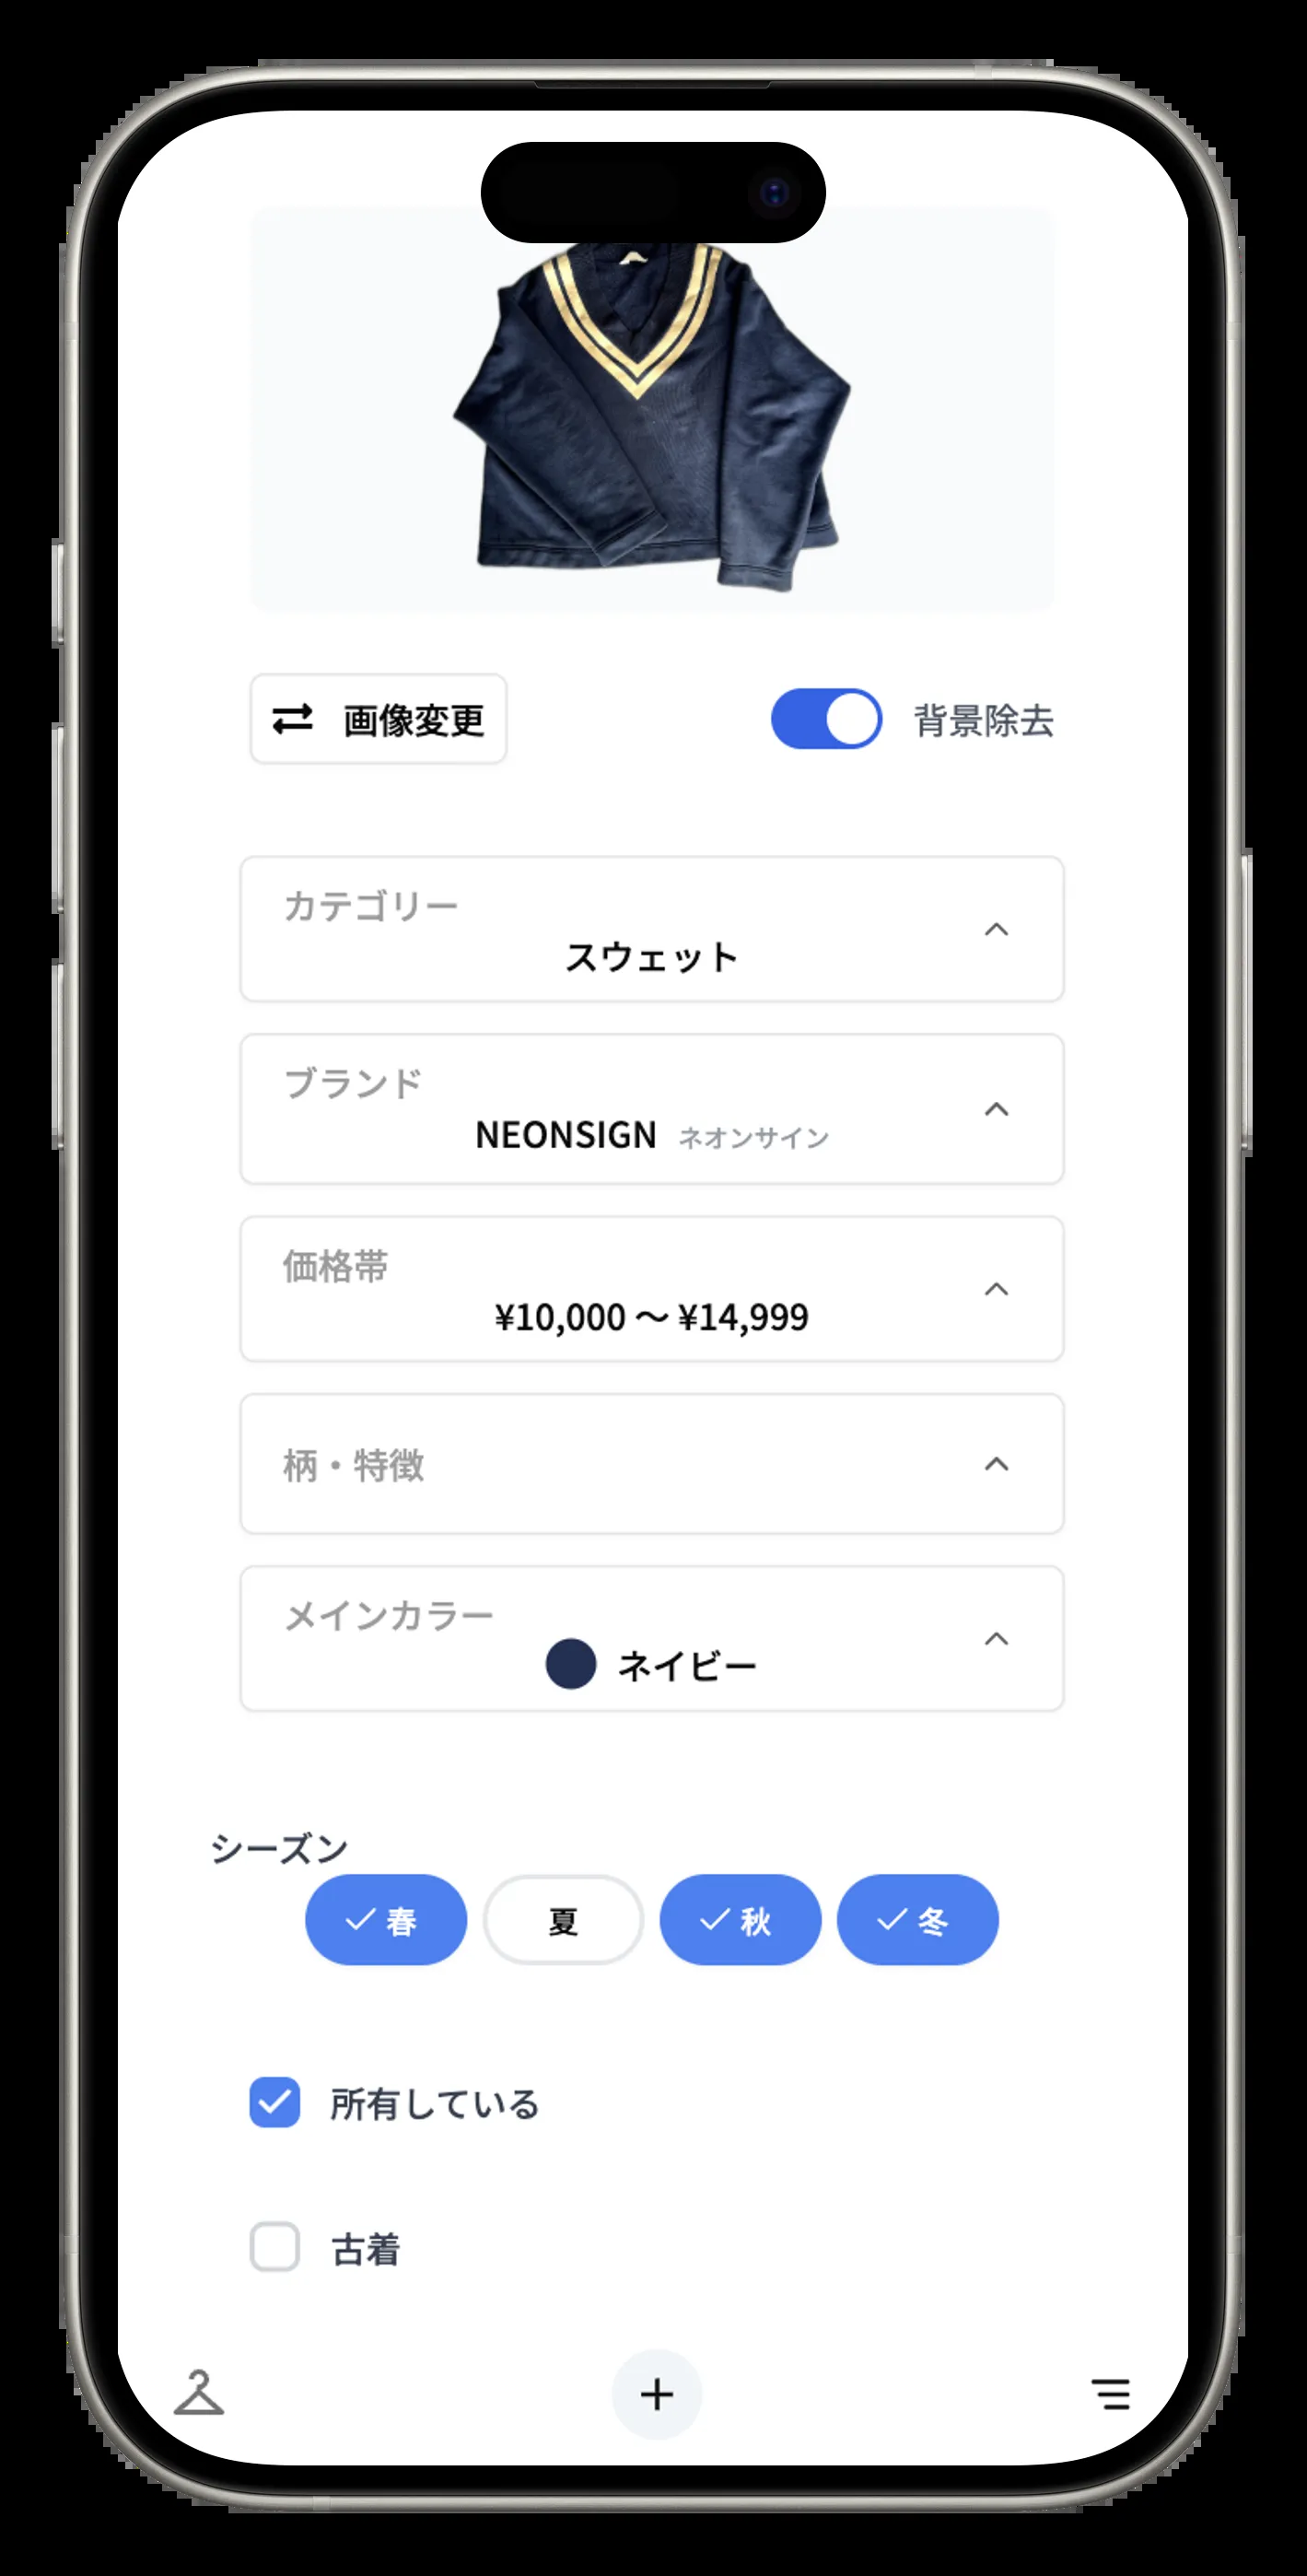 画像変更
背景除去
カテゴリー
スウェット
ブランド
NEONSIGN ネオンサイン
価格帯
¥10,000 〜 ¥14,999
柄・特徴
メインカラー
ネイビー
シーズン
春 夏 秋 冬
所有している
古着